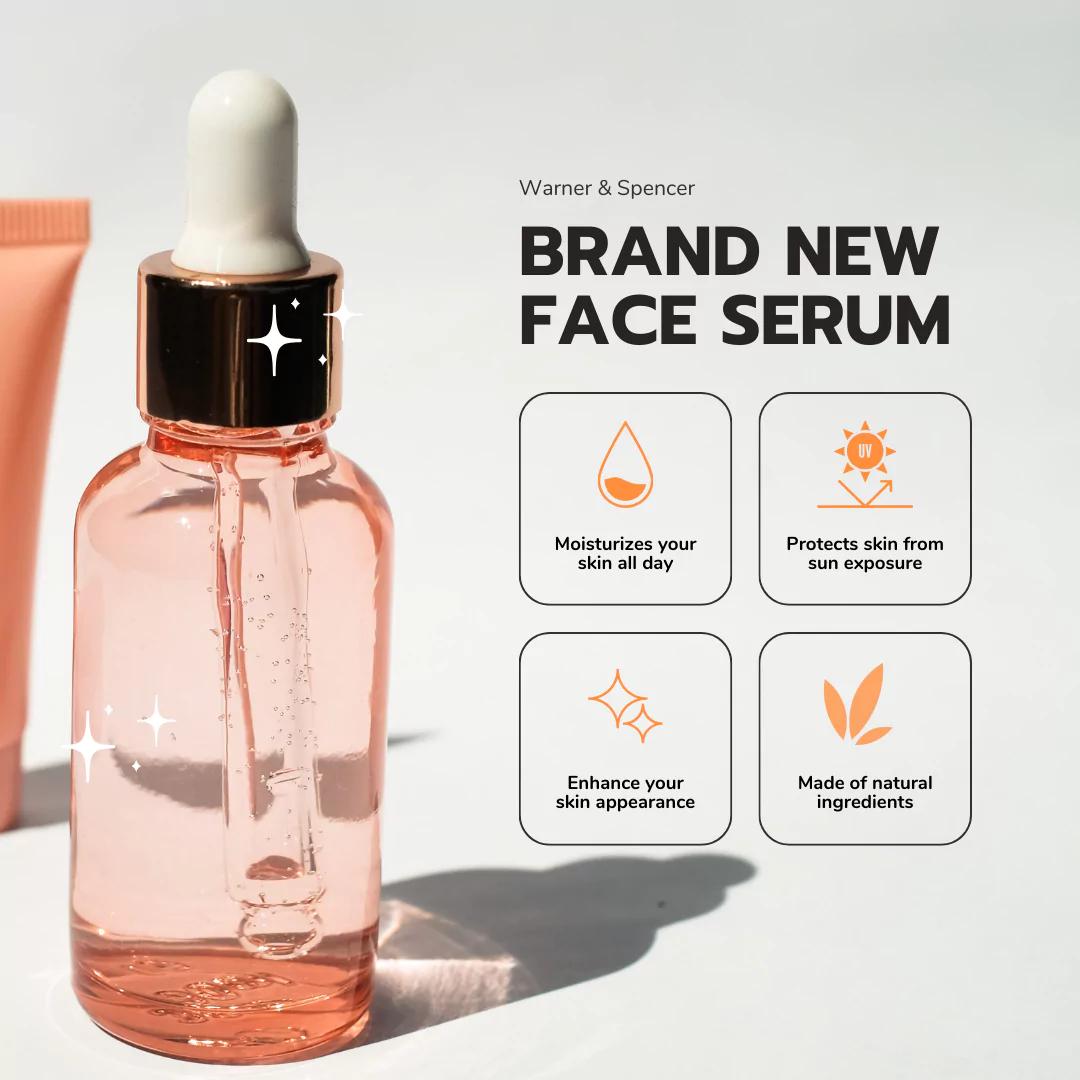 Warner & Spencer
BRAND NEW
FACE SERUM
UV
Moisturizes your
skin all day
Protects skin from
sun exposure
Enhance your
skin appearance
Made of natural
ingredients